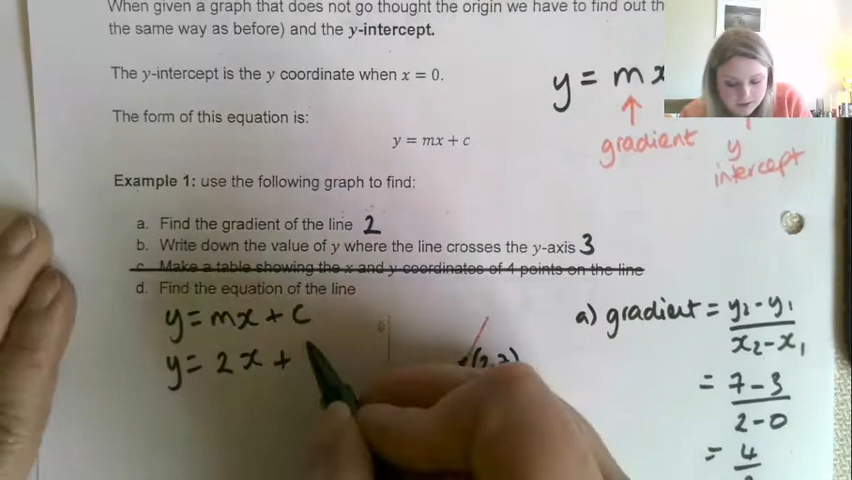 When given a graph that does not go thought the origin we have to find out th
the same way as before) and the y-intercept.
The y-intercept is the y coordinate when x = 0.
y = mx
The form of this equation is:
y = mx + c
gradient
y
intercept
Example 1: use the following graph to find:
a. Find the gradient of the line 2
b. Write down the value of y where the line crosses the y-axis 3
c. Make a table showing the x and y coordinates of 4 points on the line
d. Find the equation of the line
y = mx + c
y = 2x +
a) gradient = y₂-y₁
x₂-x₁
= 7-3
2-0
= 4